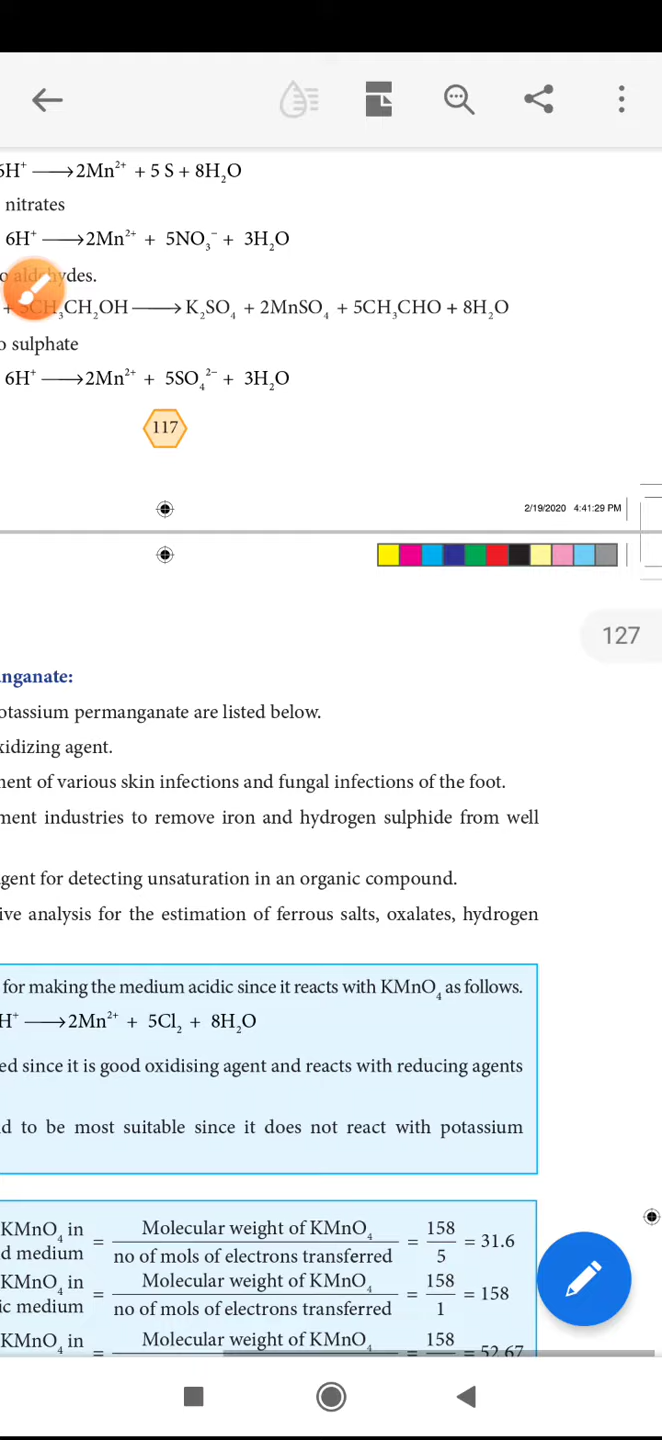 6H⁺ ⟶ 2Mn²⁺ + 5 S + 8H₂O
nitrates
6H⁺ ⟶ 2Mn²⁺ + 5NO₃⁻ + 3H₂O
o aldehydes.
+ 5CH₃CH₂OH ⟶ K₂SO₄ + 2MnSO₄ + 5CH₃CHO + 8H₂O
o sulphate
6H⁺ ⟶ 2Mn²⁺ + 5SO₄²⁻ + 3H₂O
117
2/19/2020 4:41:29 PM
127
nganate:
otassium permanganate are listed below.
xidizing agent.
ment of various skin infections and fungal infections of the foot.
ment industries to remove iron and hydrogen sulphide from well
gent for detecting unsaturation in an organic compound.
ive analysis for the estimation of ferrous salts, oxalates, hydrogen
for making the medium acidic since it reacts with KMnO₄ as follows.
H⁺ ⟶ 2Mn²⁺ + 5Cl₂ + 8H₂O
ed since it is good oxidising agent and reacts with reducing agents
d to be most suitable since it does not react with potassium
KMnO₄ in
d medium = Molecular weight of KMnO₄ / no of mols of electrons transferred = 158 / 5 = 31.6
KMnO₄ in
ic medium = Molecular weight of KMnO₄ / no of mols of electrons transferred = 158 / 1 = 158
KMnO₄ in = Molecular weight of KMnO₄ = 158 = 52.67